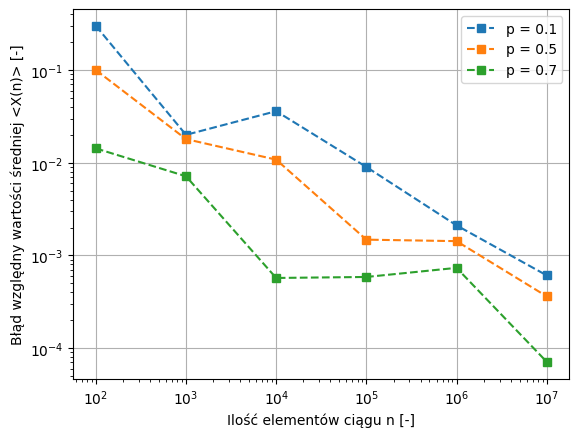 Błąd względny wartości średniej <X(n)> [-]
10⁻¹
10⁻²
10⁻³
10⁻⁴
p = 0.1
p = 0.5
p = 0.7
10² 10³ 10⁴ 10⁵ 10⁶ 10⁷
Ilość elementów ciągu n [-]